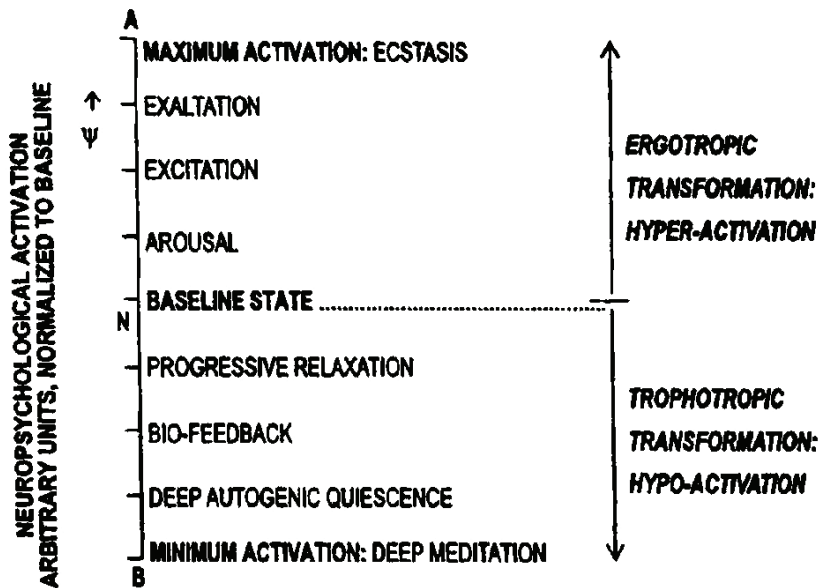 A
MAXIMUM ACTIVATION: ECSTASIS
↑
EXALTATION
Ψ
EXCITATION
AROUSAL
BASELINE STATE
N
PROGRESSIVE RELAXATION
BIO-FEEDBACK
DEEP AUTOGENIC QUIESCENCE
MINIMUM ACTIVATION: DEEP MEDITATION
B
NEUROPSYCHOLOGICAL ACTIVATION
ARBITRARY UNITS, NORMALIZED TO BASELINE
ERGOTROPIC
TRANSFORMATION:
HYPER-ACTIVATION
TROPHOTROPIC
TRANSFORMATION:
HYPO-ACTIVATION